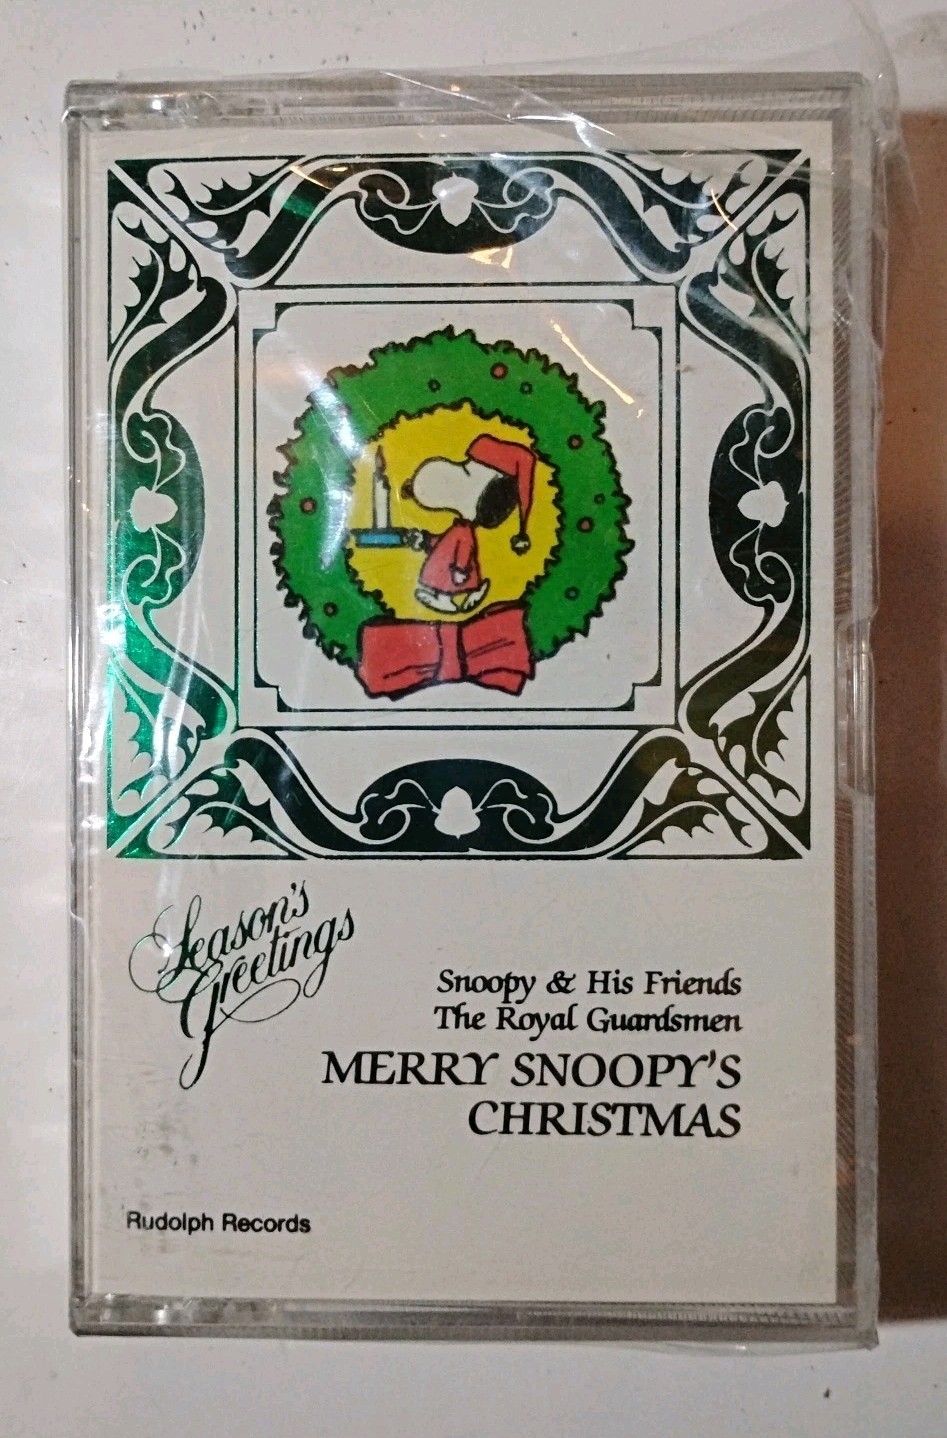 Season's
Greetings
Snoopy & His Friends
The Royal Guardsmen
MERRY SNOOPY'S
CHRISTMAS
Rudolph Records